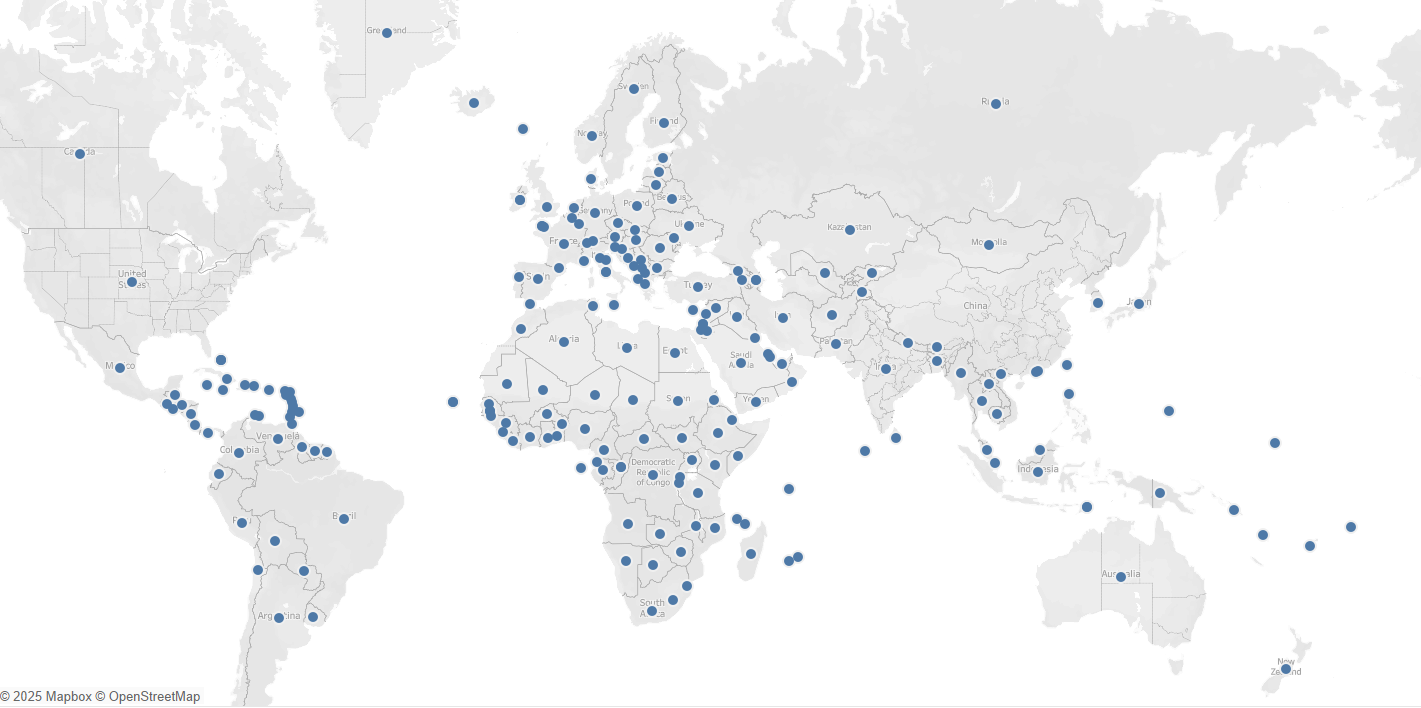 Greenland
Sweden
Russia
Finland
Norway
Canada
Poland
Belarus
Germany
Ukraine
Kazakhstan
France
Mongolia
United
States
Spain
Turkey
China
Japan
Iran
Algeria
Libya
Egypt
Pakistan
Saudi
Arabia
Mexico
India
Sudan
Yemen
Venezuela
Colombia
Democratic
Republic
of Congo
Indonesia
Peru
Brazil
Australia
South
Africa
Argentina
New
Zealand
© 2025 Mapbox © OpenStreetMap